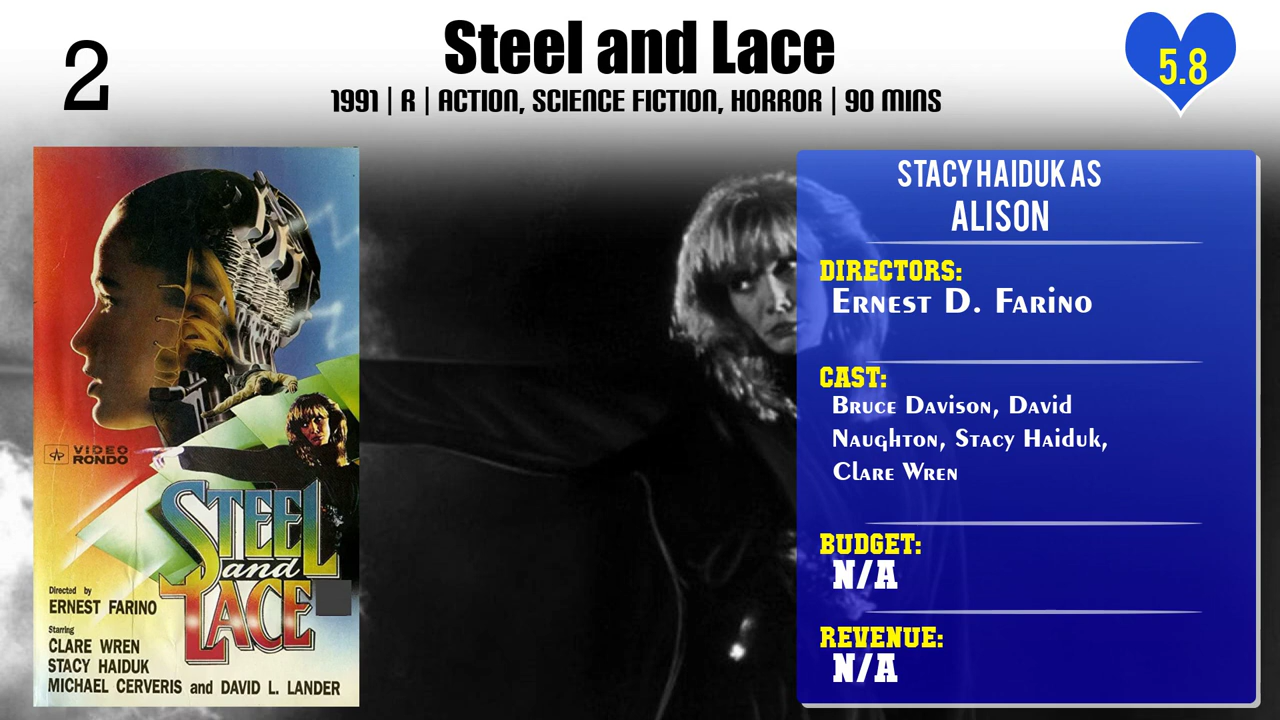 2
Steel and Lace
1991 | R | ACTION, SCIENCE FICTION, HORROR | 90 MINS
5.8
VIDEO
RONDO
STEEL
and
LACE
Directed by
ERNEST FARINO
Starring
CLARE WREN
STACY HAIDUK
MICHAEL CERVERIS and DAVID L. LANDER
STACY HAIDUK AS
ALISON
DIRECTORS:
ERNEST D. FARINO
CAST:
BRUCE DAVISON, DAVID
NAUGHTON, STACY HAIDUK,
CLARE WREN
BUDGET:
N/A
REVENUE:
N/A